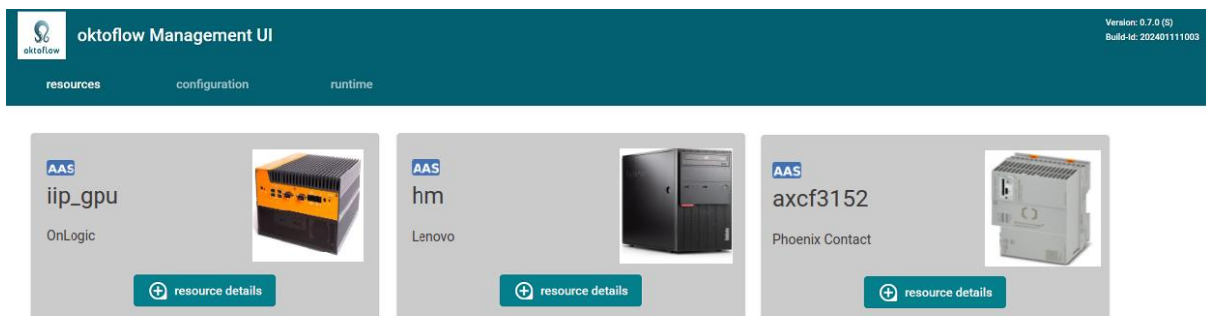 oktoflow
oktoflow Management UI
Version: 0.7.0 (S)
Build-Id: 202401111003
resources configuration runtime
AAS
iip_gpu
OnLogic
resource details
AAS
hm
Lenovo
resource details
AAS
axcf3152
Phoenix Contact
resource details